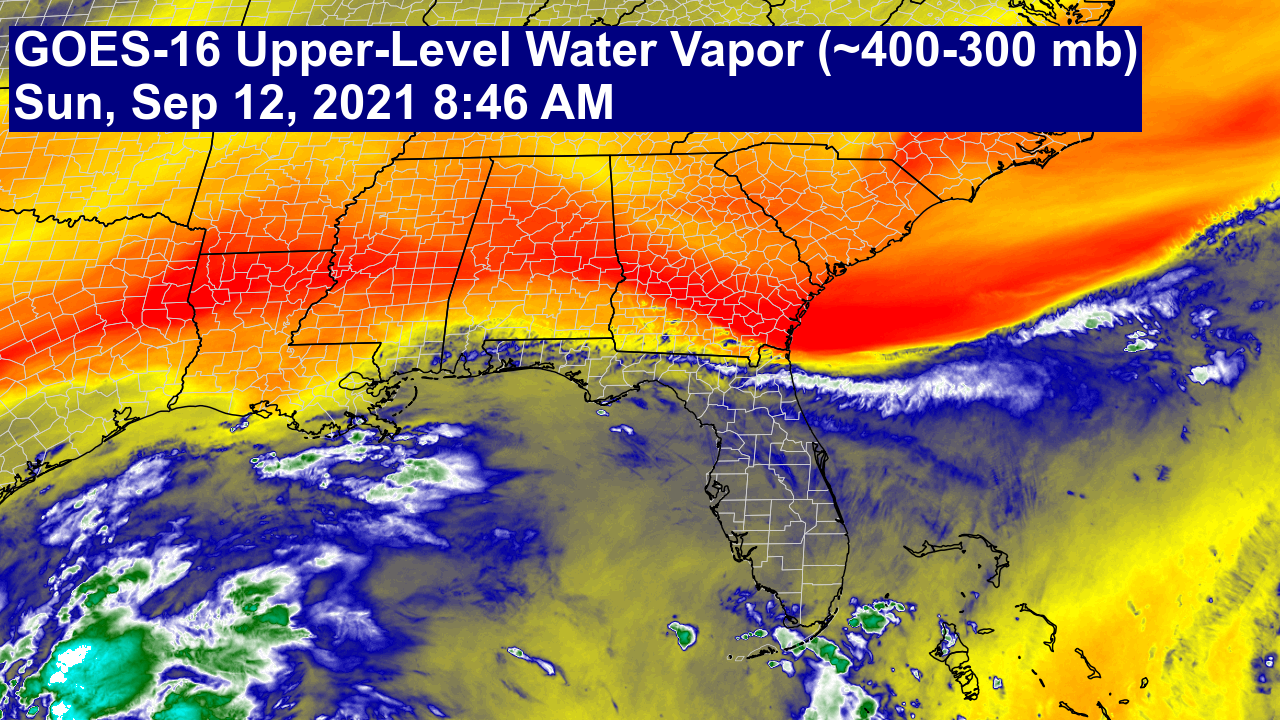 GOES-16 Upper-Level Water Vapor (~400-300 mb)
Sun, Sep 12, 2021 8:46 AM